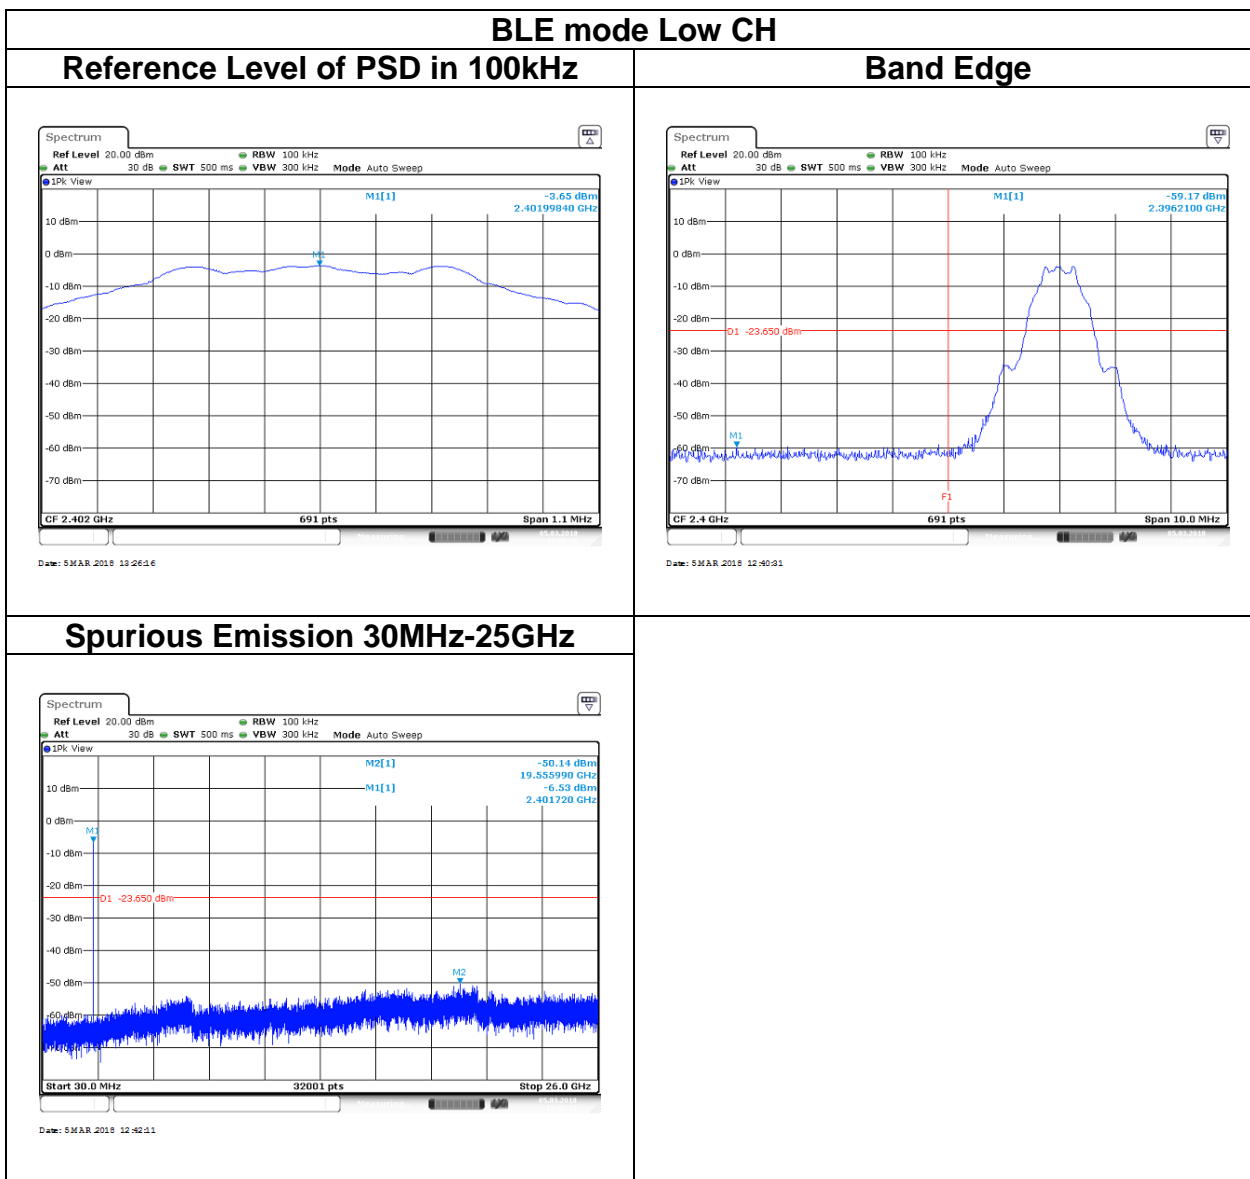 BLE mode Low CH
Reference Level of PSD in 100kHz
Band Edge
Spectrum
Ref Level 20.00 dBm RBW 100 kHz
Att 30 dB SWT 500 ms VBW 300 kHz Mode Auto Sweep
1Pk View
M1[1] -3.65 dBm
2.40199840 GHz
10 dBm
0 dBm
M1
-10 dBm
-20 dBm
-30 dBm
-40 dBm
-50 dBm
-60 dBm
-70 dBm
CF 2.402 GHz 691 pts Span 1.1 MHz
Date: 5.MAR.2018 13:26:16
Spectrum
Ref Level 20.00 dBm RBW 100 kHz
Att 30 dB SWT 500 ms VBW 300 kHz Mode Auto Sweep
1Pk View
M1[1] -59.17 dBm
2.3962100 GHz
10 dBm
0 dBm
-10 dBm
-20 dBm
D1 -23.650 dBm
-30 dBm
-40 dBm
-50 dBm
M1
-60 dBm
-70 dBm
F1
CF 2.4 GHz 691 pts Span 10.0 MHz
Measuring 05.03.2018
Date: 5.MAR.2018 12:40:31
Spurious Emission 30MHz-25GHz
Spectrum
Ref Level 20.00 dBm RBW 100 kHz
Att 30 dB SWT 500 ms VBW 300 kHz Mode Auto Sweep
1Pk View
M2[1] -50.14 dBm
19.555990 GHz
10 dBm M1[1] -6.53 dBm
2.401720 GHz
0 dBm
M1
-10 dBm
-20 dBm
D1 -23.650 dBm
-30 dBm
-40 dBm
M2
-50 dBm
-60 dBm
Start 30.0 MHz 32001 pts Stop 26.0 GHz
Date: 5.MAR.2018 12:42:11